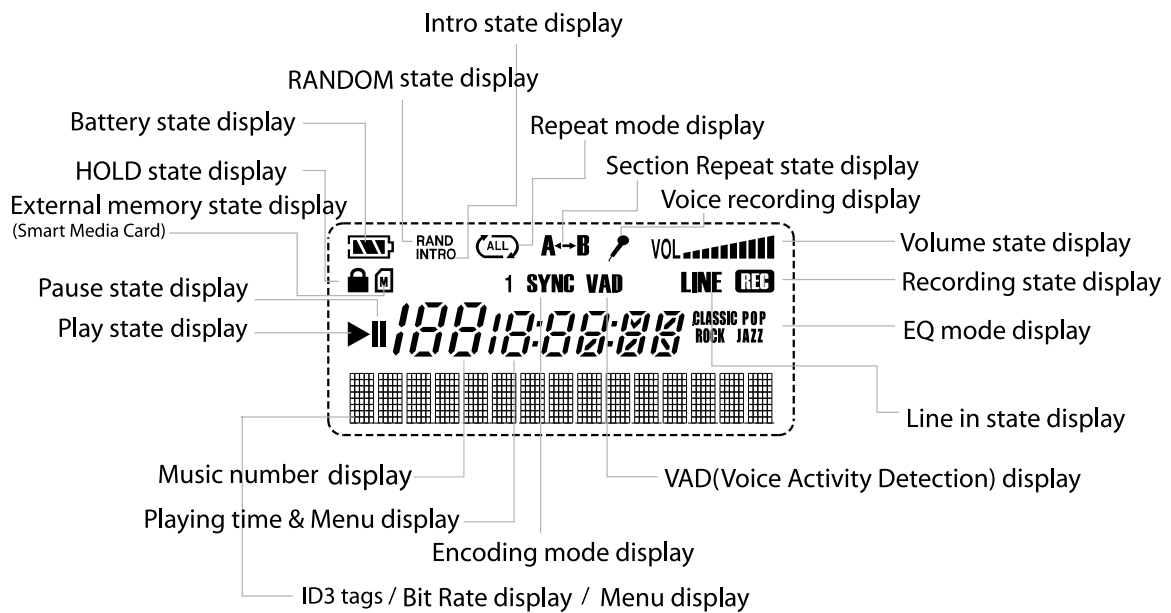 Intro state display
RANDOM state display
Battery state display
Repeat mode display
HOLD state display
Section Repeat state display
External memory state display
(Smart Media Card)
Voice recording display
RAND
INTRO
ALL
A↔B
VOL
Volume state display
M
1 SYNC VAD
LINE REC
Recording state display
Pause state display
Play state display
188 18:88:88
CLASSIC POP
ROCK JAZZ
EQ mode display
Line in state display
Music number display
VAD(Voice Activity Detection) display
Playing time & Menu display
Encoding mode display
ID3 tags / Bit Rate display / Menu display